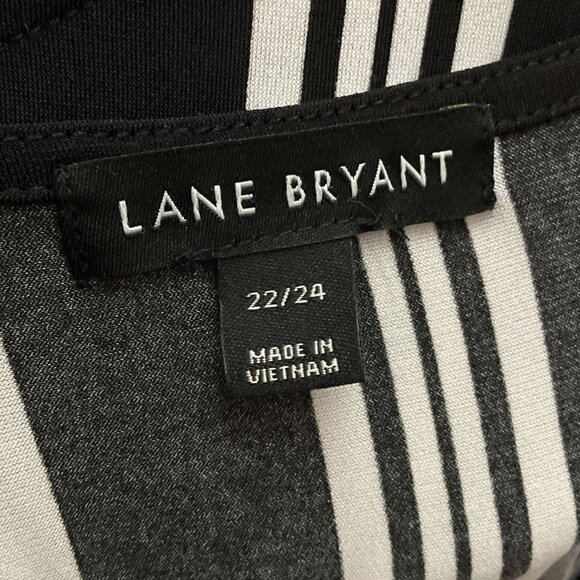 LANE BRYANT
22/24
MADE IN
VIETNAM